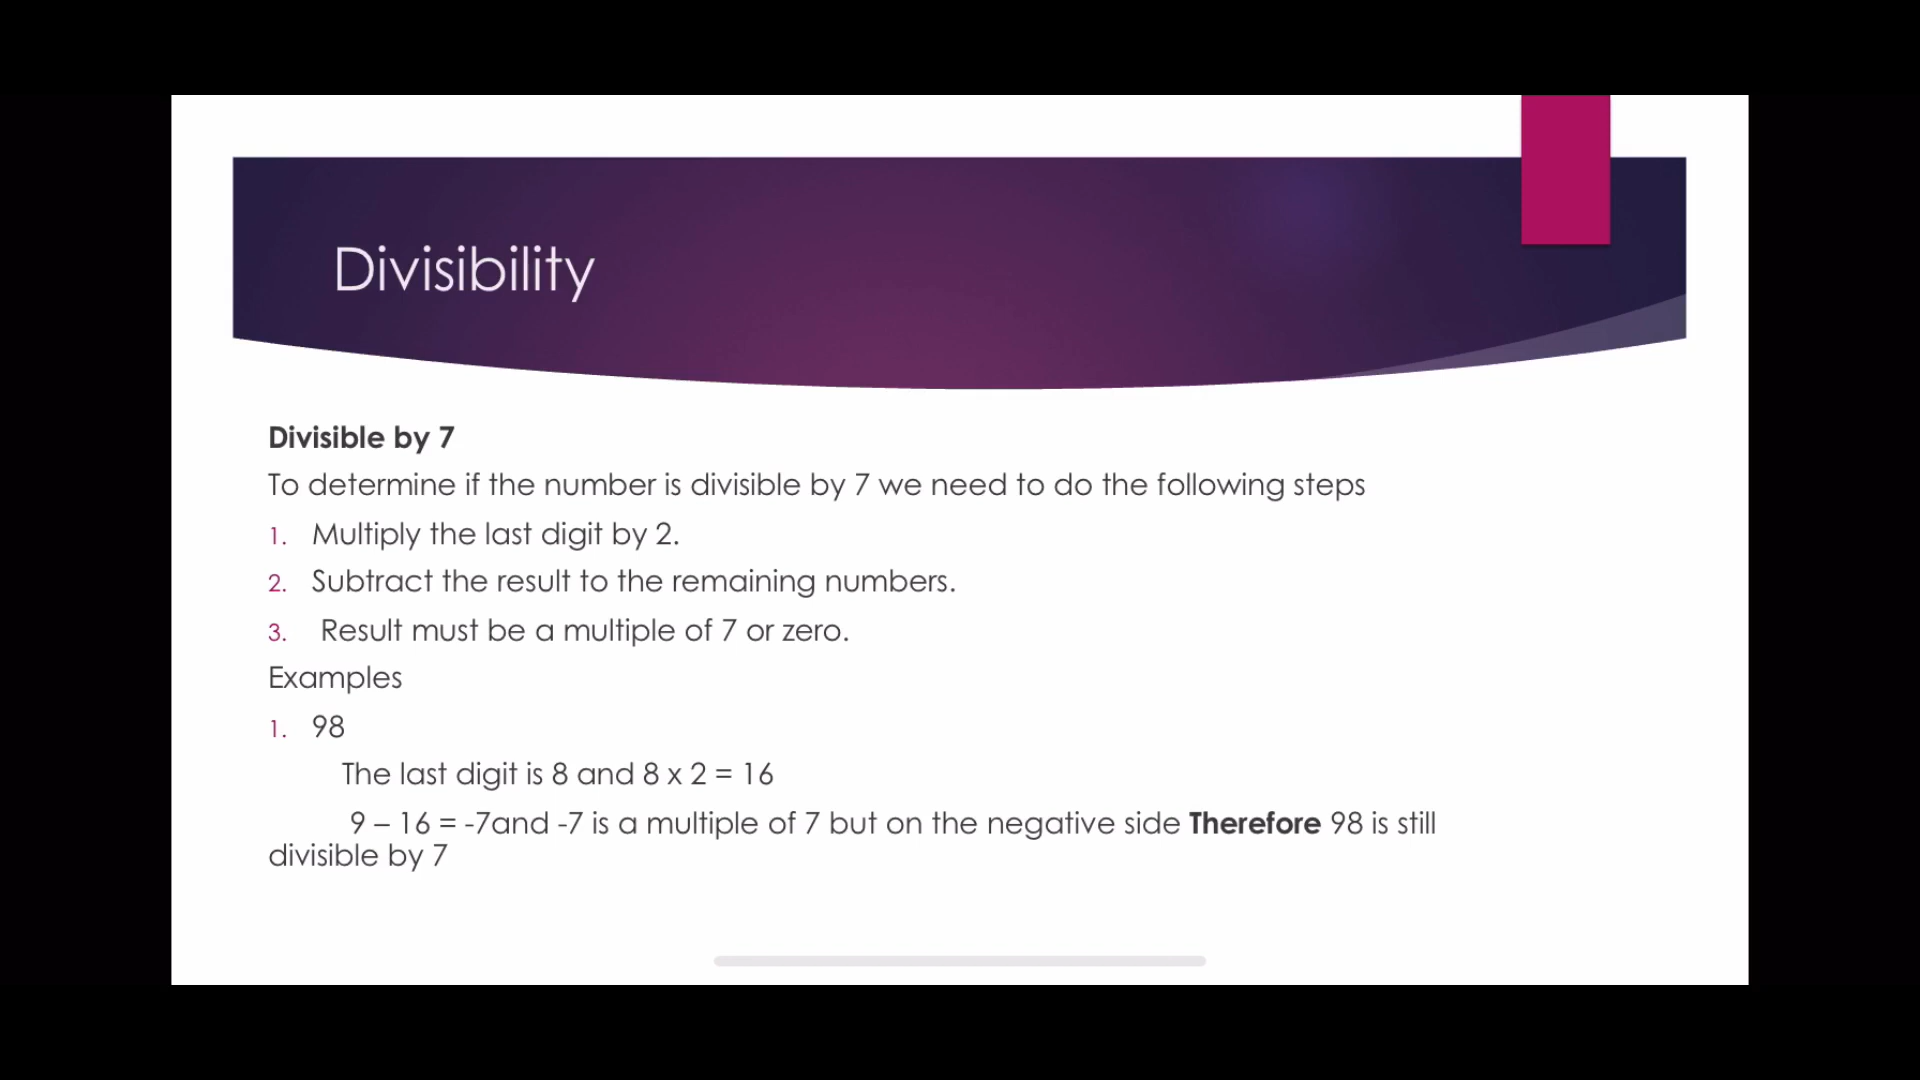 Divisibility
Divisible by 7
To determine if the number is divisible by 7 we need to do the following steps
1. Multiply the last digit by 2.
2. Subtract the result to the remaining numbers.
3. Result must be a multiple of 7 or zero.
Examples
1. 98
The last digit is 8 and 8 x 2 = 16
9 – 16 = -7and -7 is a multiple of 7 but on the negative side Therefore 98 is still
divisible by 7